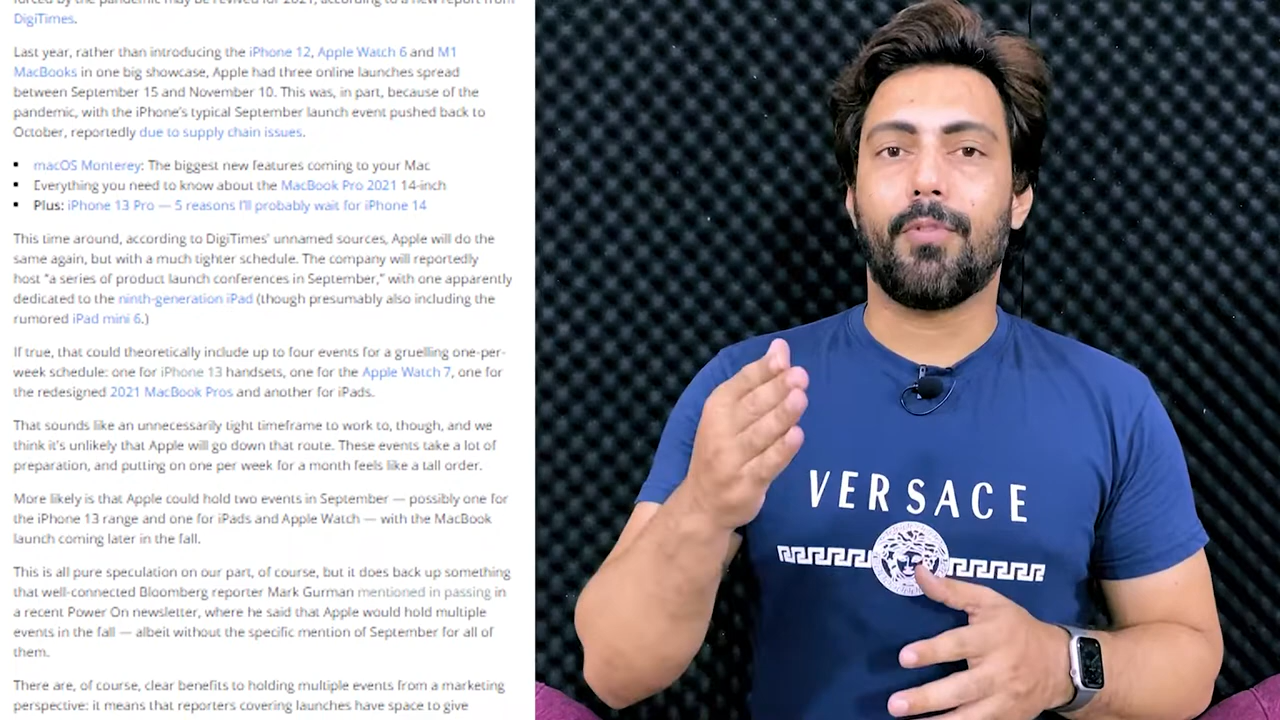 forced by the pandemic may be revived for 2021, according to a new report from
DigiTimes.
Last year, rather than introducing the iPhone 12, Apple Watch 6 and M1
MacBooks in one big showcase, Apple had three online launches spread
between September 15 and November 10. This was, in part, because of the
pandemic, with the iPhone's typical September launch event pushed back to
October, reportedly due to supply chain issues.
▪ macOS Monterey: The biggest new features coming to your Mac
▪ Everything you need to know about the MacBook Pro 2021 14-inch
▪ Plus: iPhone 13 Pro — 5 reasons I'll probably wait for iPhone 14
This time around, according to DigiTimes' unnamed sources, Apple will do the
same again, but with a much tighter schedule. The company will reportedly
host "a series of product launch conferences in September," with one apparently
dedicated to the ninth-generation iPad (though presumably also including the
rumored iPad mini 6.)
If true, that could theoretically include up to four events for a gruelling one-per-
week schedule: one for iPhone 13 handsets, one for the Apple Watch 7, one for
the redesigned 2021 MacBook Pros and another for iPads.
That sounds like an unnecessarily tight timeframe to work to, though, and we
think it's unlikely that Apple will go down that route. These events take a lot of
preparation, and putting on one per week for a month feels like a tall order.
More likely is that Apple could hold two events in September — possibly one for
the iPhone 13 range and one for iPads and Apple Watch — with the MacBook
launch coming later in the fall.
This is all pure speculation on our part, of course, but it does back up something
that well-connected Bloomberg reporter Mark Gurman mentioned in passing in
a recent Power On newsletter, where he said that Apple would hold multiple
events in the fall — albeit without the specific mention of September for all of
them.
There are, of course, clear benefits to holding multiple events from a marketing
perspective: it means that reporters covering launches have space to give
VERSACE